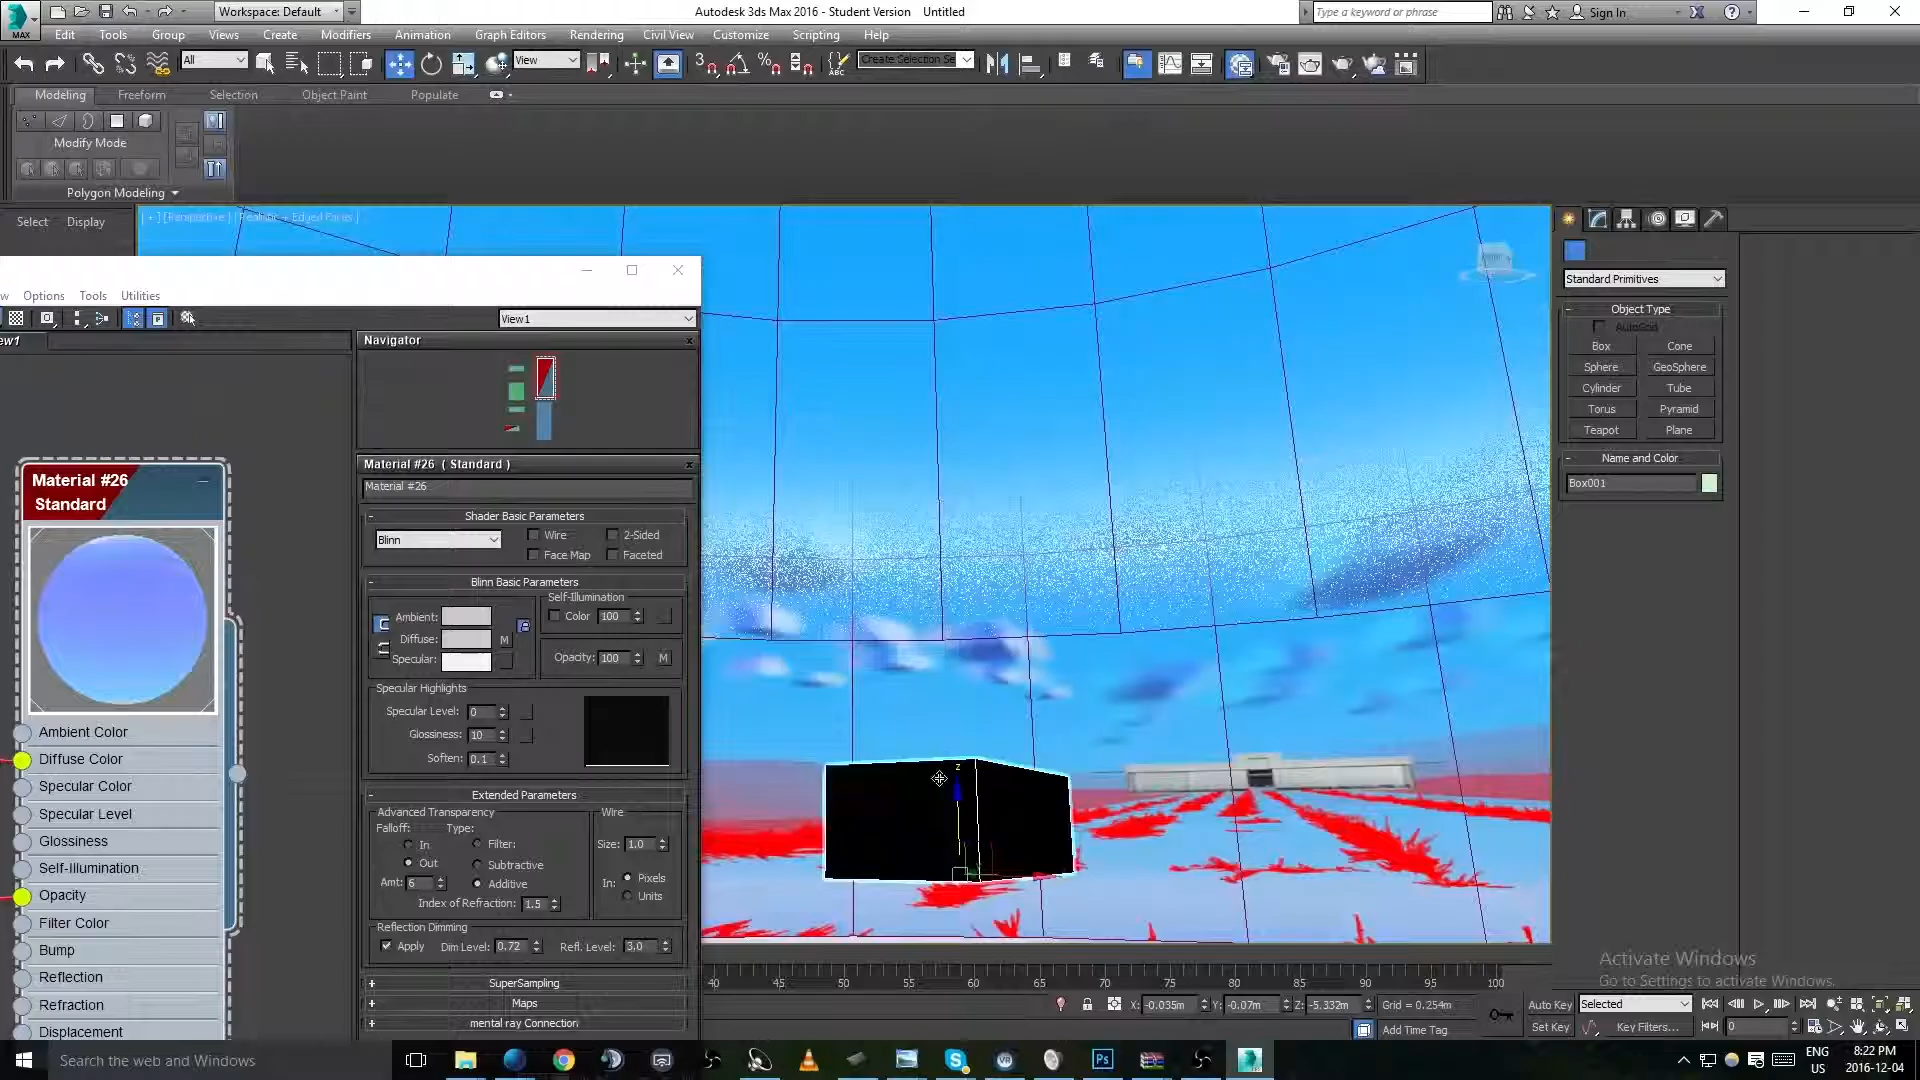 Workspace: Default
Autodesk 3ds Max 2016 - Student Version Untitled
Type a keyword or phrase
Sign In
MAX
Edit Tools Group Views Create Modifiers Animation Graph Editors Rendering Civil View Customize Scripting Help
All
View
Create Selection Se
Modeling Freeform Selection Object Paint Populate
Modify Mode
Polygon Modeling
Select Display
[ + ] [ Perspective ] [ Realistic + Edged Faces ]
Standard Primitives
Object Type
AutoGrid
Box Cone
Sphere GeoSphere
Cylinder Tube
Torus Pyramid
Teapot Plane
Name and Color
Box001
Options Tools Utilities
View1
ew1
Navigator
Material #26 ( Standard )
Material #26
Material #26
Standard
Ambient Color
Diffuse Color
Specular Color
Specular Level
Glossiness
Self-Illumination
Opacity
Filter Color
Bump
Reflection
Refraction
Displacement
Shader Basic Parameters
Blinn
Wire 2-Sided
Face Map Faceted
Blinn Basic Parameters
Self-Illumination
Ambient: Color 100
Diffuse: M
Specular: Opacity: 100 M
Specular Highlights
Specular Level: 0
Glossiness: 10
Soften: 0.1
Extended Parameters
Advanced Transparency Wire
Falloff: Type:
In Filter: Size: 1.0
Out Subtractive In: Pixels
Amt: 6 Additive Units
Index of Refraction: 1.5
Reflection Dimming
Apply Dim Level: 0.72 Refl. Level: 3.0
SuperSampling
Maps
mental ray Connection
z
40 45 50 55 60 65 70 75 80 85 90 95 100
X: -0.035m Y: -0.07m Z: -5.332m Grid = 0.254m
Add Time Tag
Auto Key Selected
Set Key Key Filters... 0
Activate Windows
Go to Settings to activate Windows.
Search the web and Windows
ENG
US
8:22 PM
2016-12-04